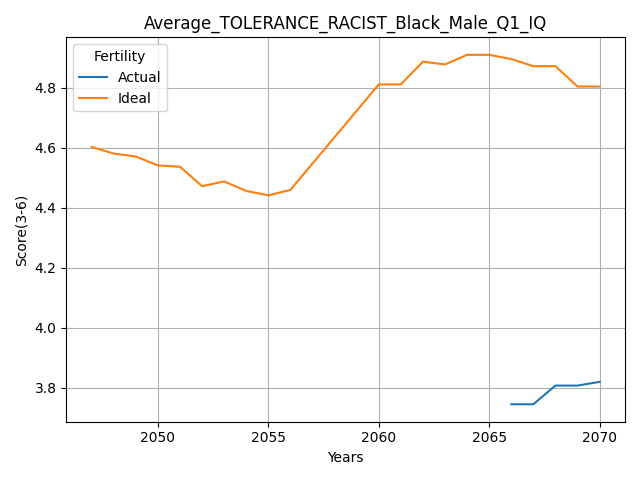 Average_TOLERANCE_RACIST_Black_Male_Q1_IQ
Fertility
Actual
Ideal
Score(3-6)
4.8
4.6
4.4
4.2
4.0
3.8
2050
2055
2060
2065
2070
Years